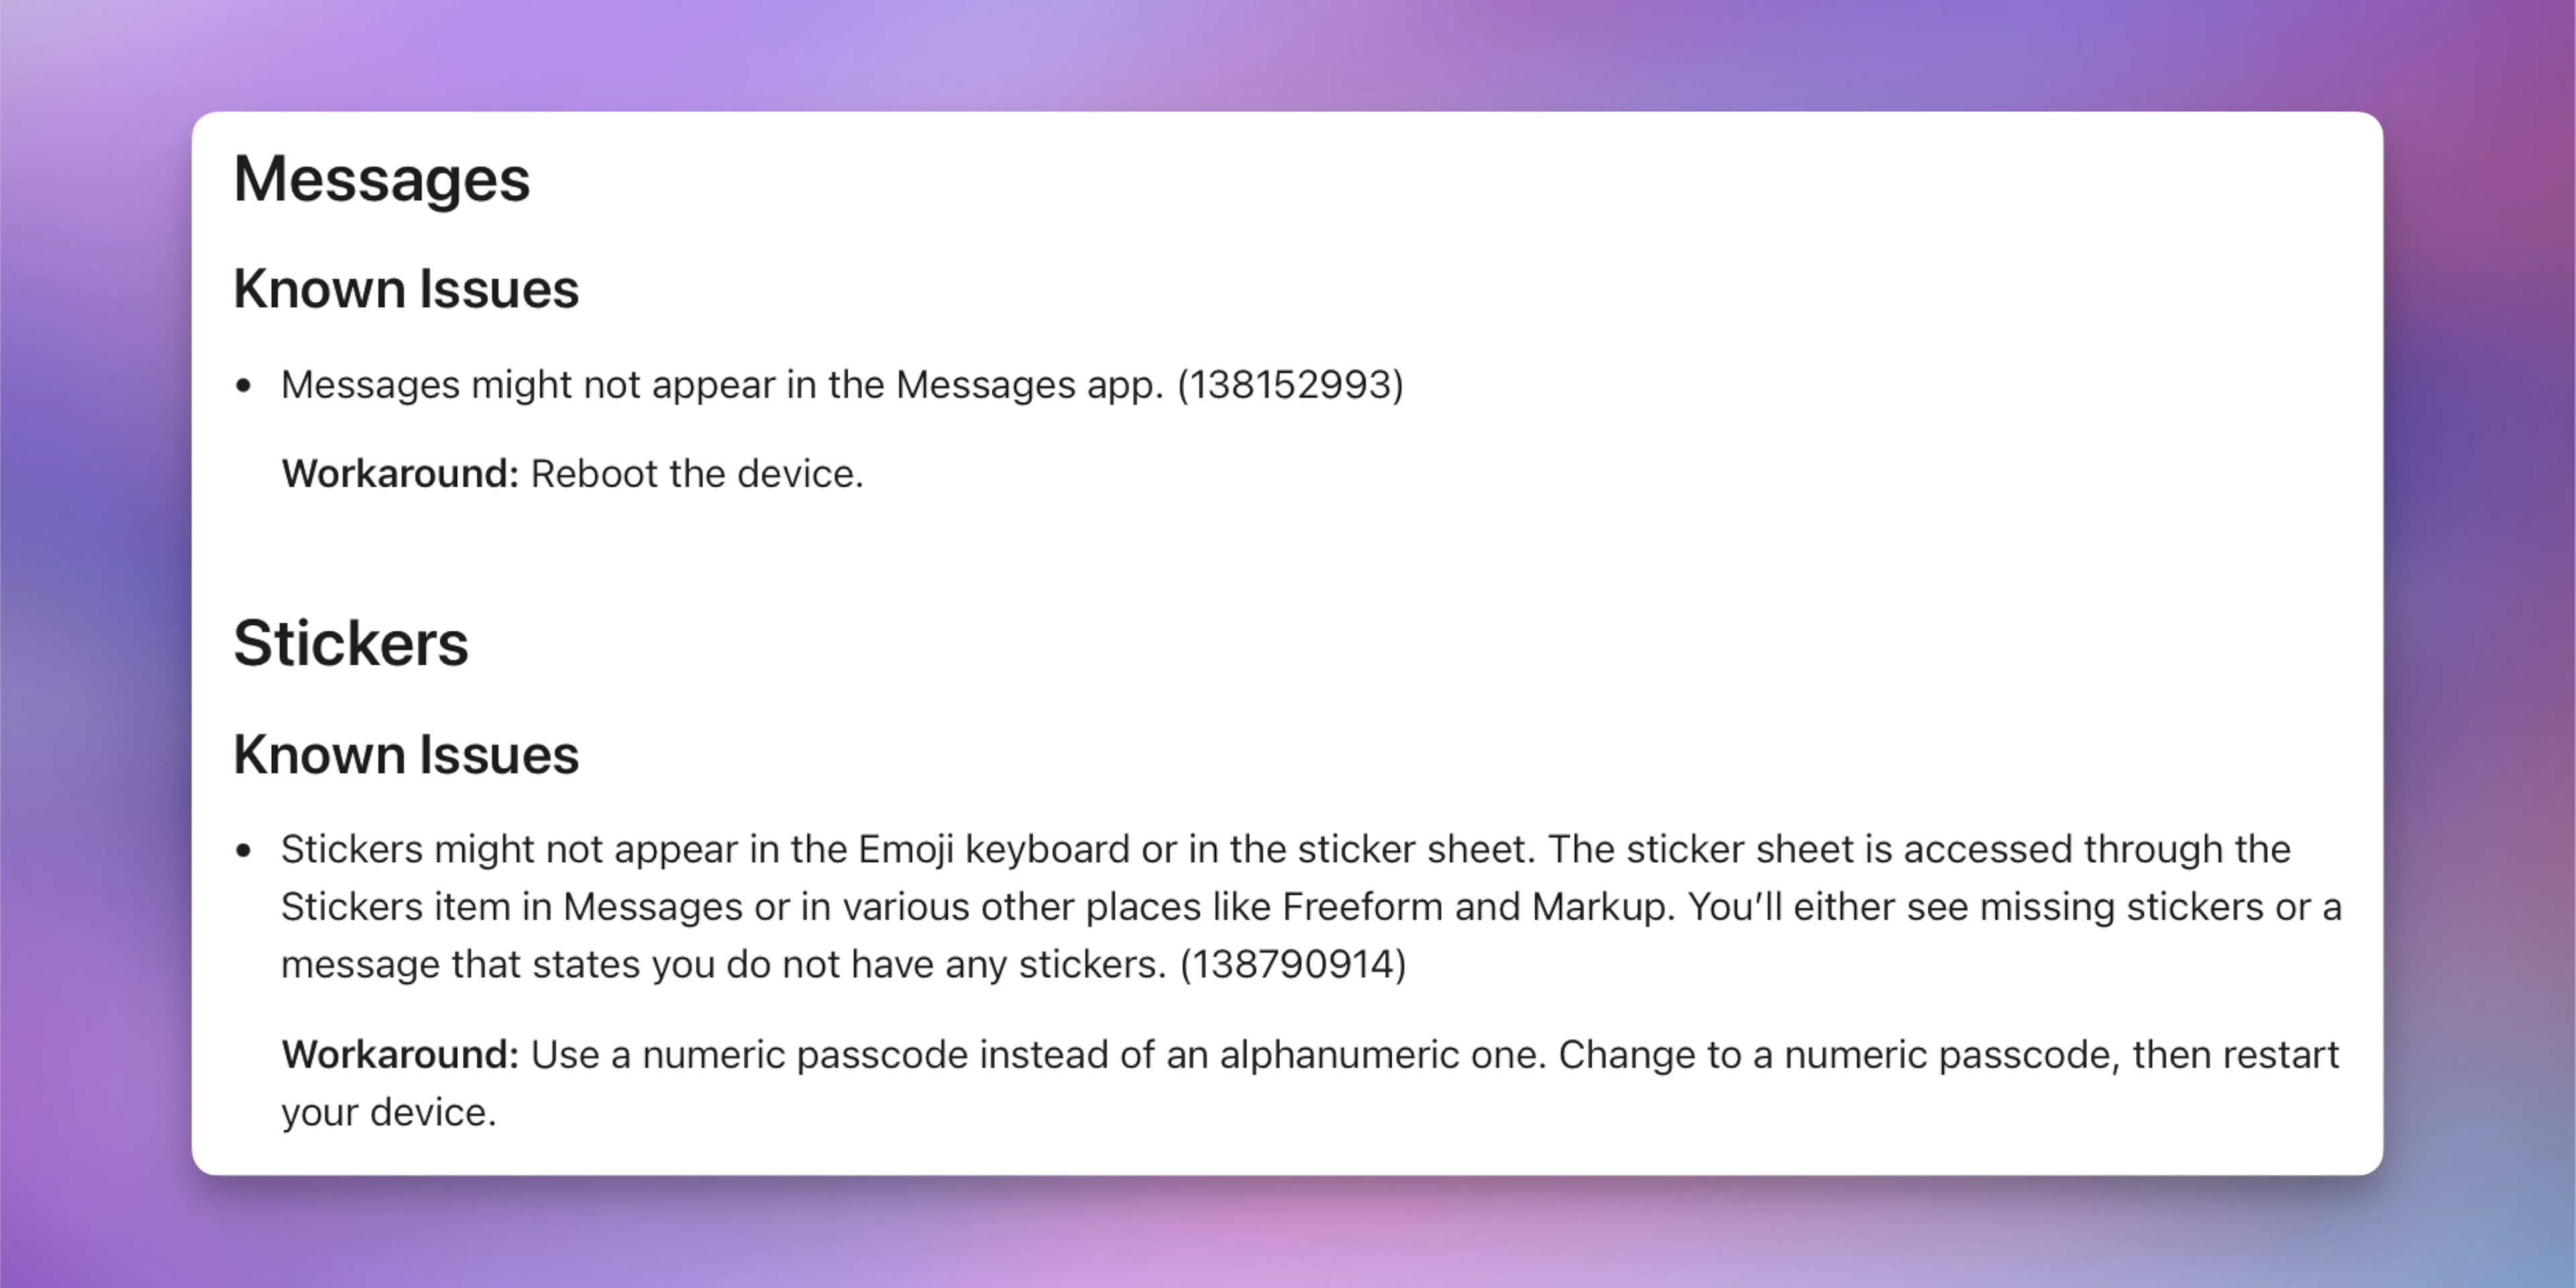 Messages
Known Issues
• Messages might not appear in the Messages app. (138152993)
Workaround: Reboot the device.
Stickers
Known Issues
• Stickers might not appear in the Emoji keyboard or in the sticker sheet. The sticker sheet is accessed through the
Stickers item in Messages or in various other places like Freeform and Markup. You’ll either see missing stickers or a
message that states you do not have any stickers. (138790914)
Workaround: Use a numeric passcode instead of an alphanumeric one. Change to a numeric passcode, then restart
your device.